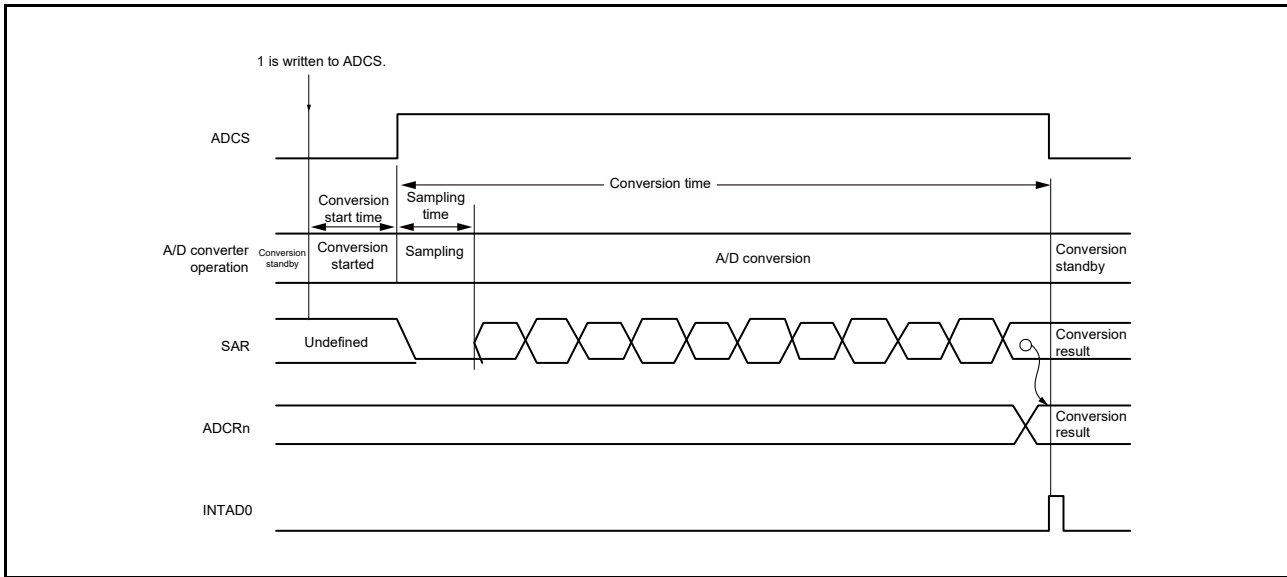 1 is written to ADCS.
ADCS
Conversion time
Conversion
start time
Sampling
time
A/D converter
operation
Conversion
standby
Conversion
started
Sampling
A/D conversion
Conversion
standby
SAR
Undefined
Conversion
result
ADCRn
Conversion
result
INTAD0